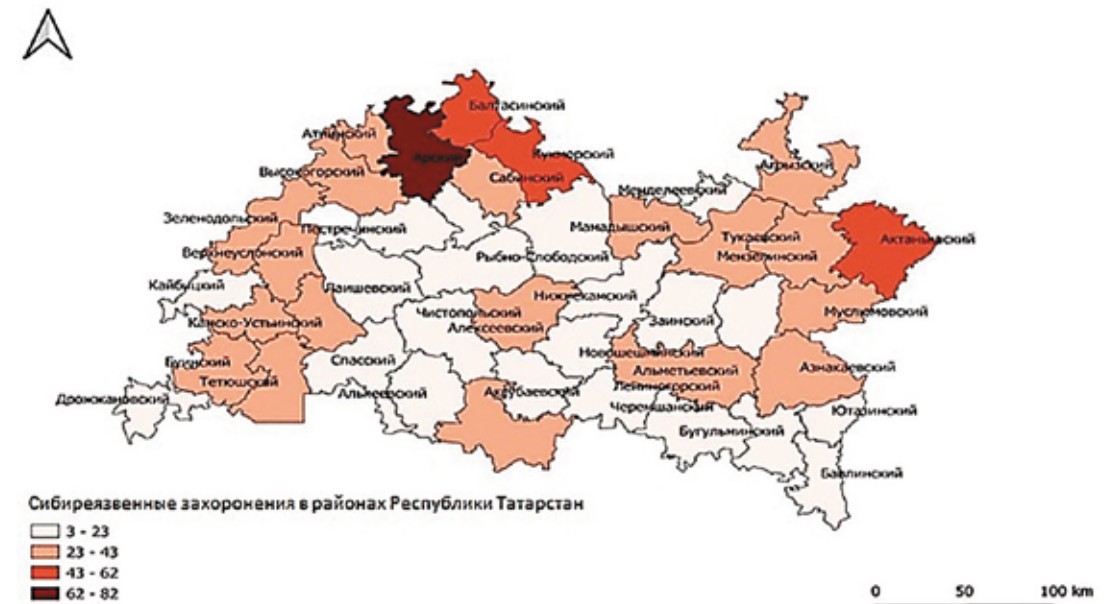 Балтасинский
Атнинский
Арский
Кукморский
Высокогорский
Сабинский
Агрызский
Менделеевский
Зеленодольский
Пестречинский
Мамадышский
Тукаевский
Актанышский
Верхнеуслонский
Рыбно-Слободский
Мензелинский
Кайбицкий
Лаишевский
Нижнекамский
Чистопольский
Муслюмовский
Камско-Устьинский
Алексеевский
Заинский
Буинский
Спасский
Новошешминский
Азнакаевский
Тетюшский
Альметьевский
Дрожжановский
Алькеевский
Аксубаевский
Лениногорский
Черемшанский
Ютазинский
Бугульминский
Бавлинский
Сибиреязвенные захоронения в районах Республики Татарстан
3 - 23
23 - 43
43 - 62
62 - 82
0 50 100 km